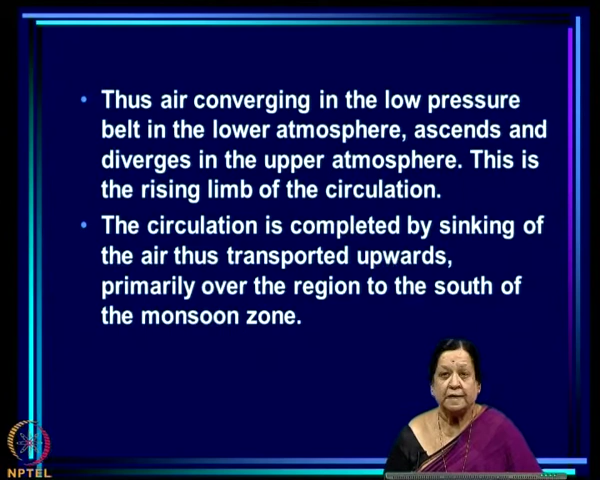 • Thus air converging in the low pressure
belt in the lower atmosphere, ascends and
diverges in the upper atmosphere. This is
the rising limb of the circulation.
• The circulation is completed by sinking of
the air thus transported upwards,
primarily over the region to the south of
the monsoon zone.
NPTEL